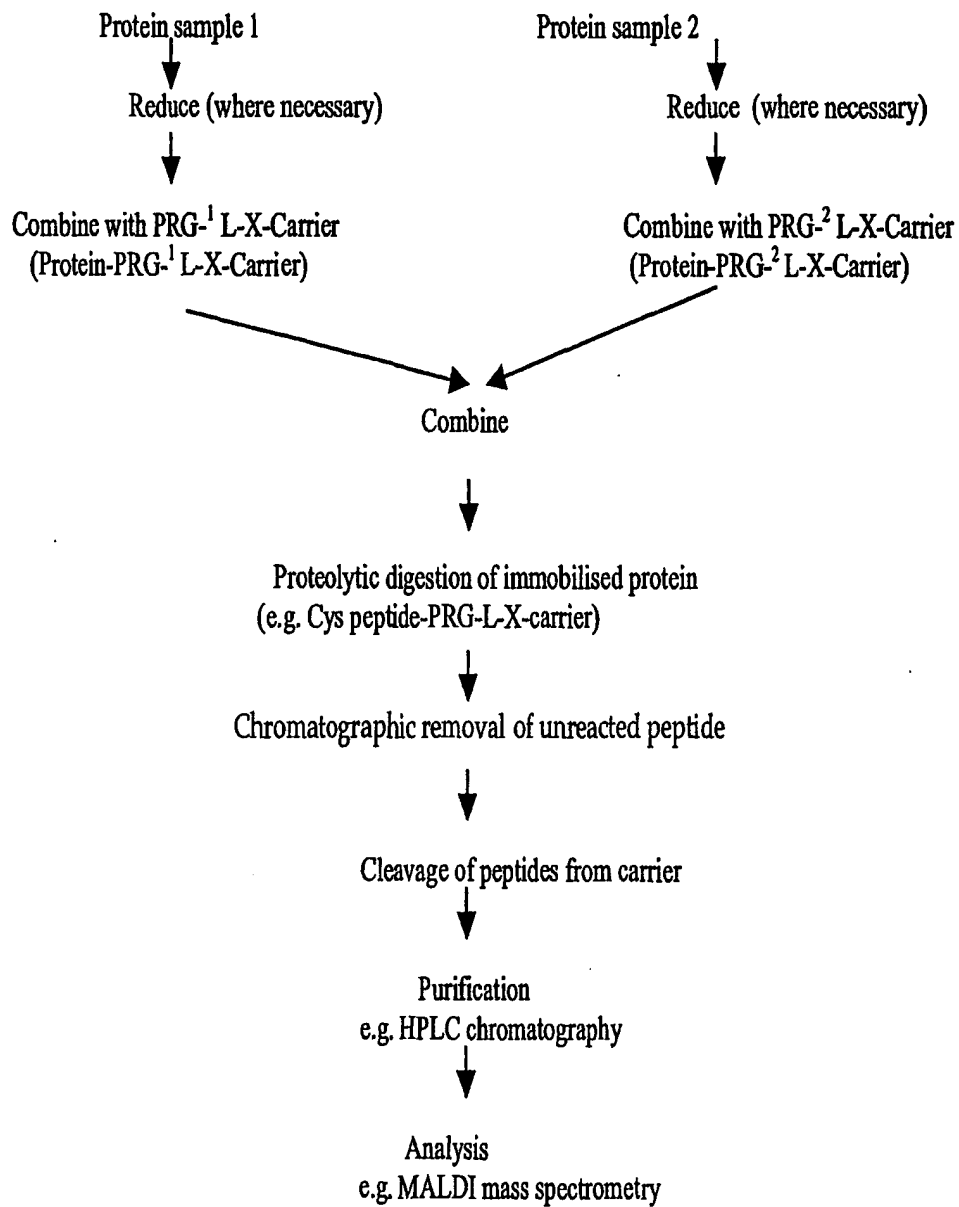 Protein sample 1
Protein sample 2
Reduce (where necessary)
Reduce (where necessary)
Combine with PRG-¹ L-X-Carrier
(Protein-PRG-¹ L-X-Carrier)
Combine with PRG-² L-X-Carrier
(Protein-PRG-² L-X-Carrier)
Combine
Proteolytic digestion of immobilised protein
(e.g. Cys peptide-PRG-L-X-carrier)
Chromatographic removal of unreacted peptide
Cleavage of peptides from carrier
Purification
e.g. HPLC chromatography
Analysis
e.g. MALDI mass spectrometry